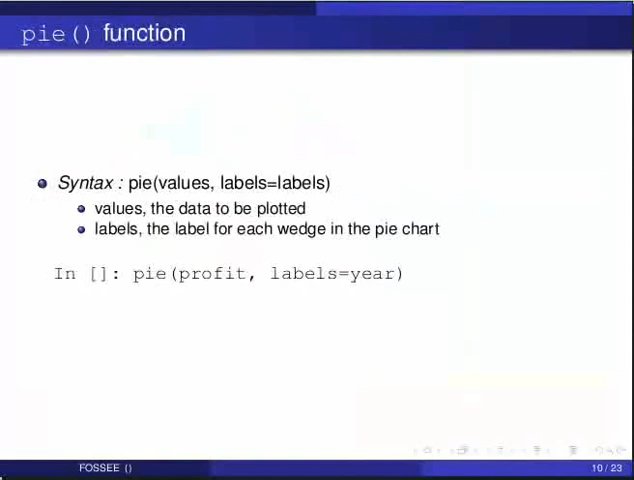 pie() function
Syntax : pie(values, labels=labels)
values, the data to be plotted
labels, the label for each wedge in the pie chart
In []: pie(profit, labels=year)
FOSSEE ()
10 / 23